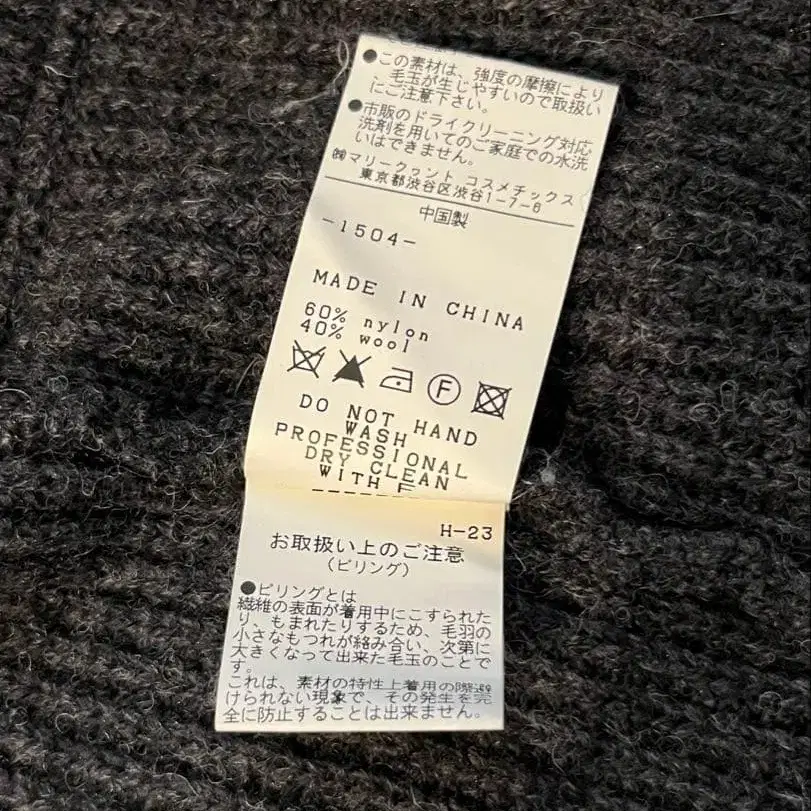 ●この素材は、強度の摩擦により
毛玉が生じやすいので取扱い
にご注意下さい。
●市販のドライクリーニング対応
洗剤を用いてのご家庭での水洗
いはできません。
㈱マリークヮント コスメチックス
東京都渋谷区渋谷1-7-6
中国製
-1504-
MADE IN CHINA
60% nylon
40% wool
F
DO NOT HAND
WASH
PROFESSIONAL
DRY CLEAN
WITH F
H-23
お取扱い上のご注意
(ピリング)
●ピリングとは
繊維の表面が着用中にこすられた
り、もまれたりするため、毛羽の
小さなもつれが絡み合い、次第に
大きくなって出来た毛玉のことで
す。
これは、素材の特性上着用の際避
けられない現象で、その発生を完
全に防止することは出来ません。